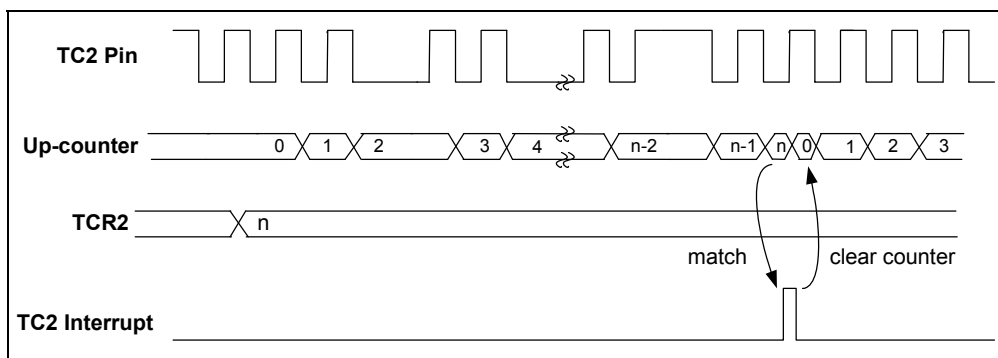 TC2 Pin
Up-counter 0 1 2 3 4 n-2 n-1 n 0 1 2 3
TCR2 n
match clear counter
TC2 Interrupt